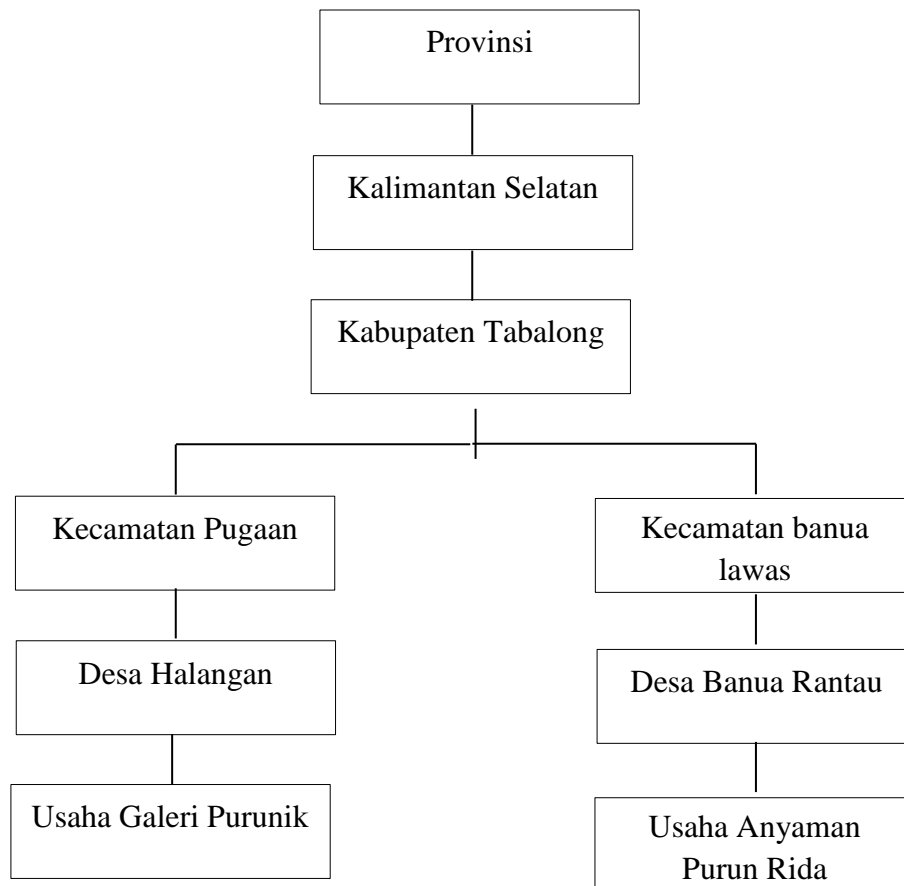 Provinsi
Kalimantan Selatan
Kabupaten Tabalong
Kecamatan Pugaan
Desa Halangan
Usaha Galeri Purunik
Kecamatan banua
lawas
Desa Banua Rantau
Usaha Anyaman
Purun Rida